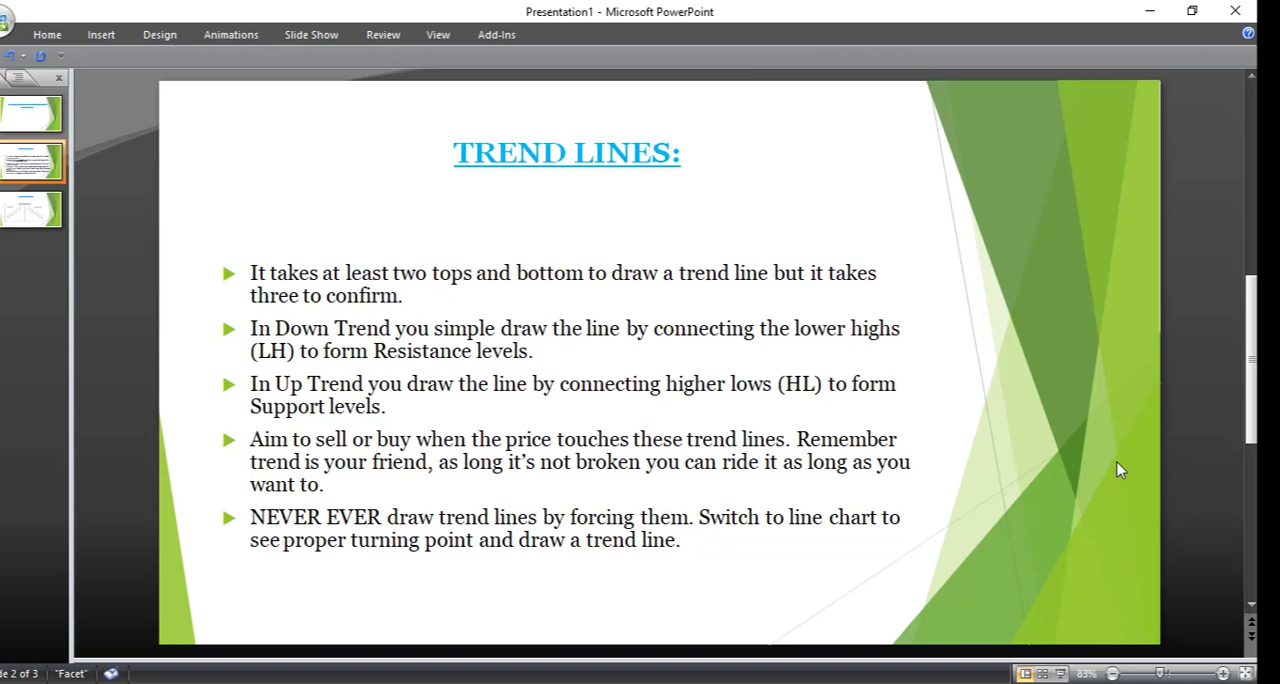 Presentation1 - Microsoft PowerPoint
Home Insert Design Animations Slide Show Review View Add-Ins
TREND LINES:
It takes at least two tops and bottom to draw a trend line but it takes
three to confirm.
In Down Trend you simple draw the line by connecting the lower highs
(LH) to form Resistance levels.
In Up Trend you draw the line by connecting higher lows (HL) to form
Support levels.
Aim to sell or buy when the price touches these trend lines. Remember
trend is your friend, as long it’s not broken you can ride it as long as you
want to.
NEVER EVER draw trend lines by forcing them. Switch to line chart to
see proper turning point and draw a trend line.
de 2 of 3 "Facet" 83%